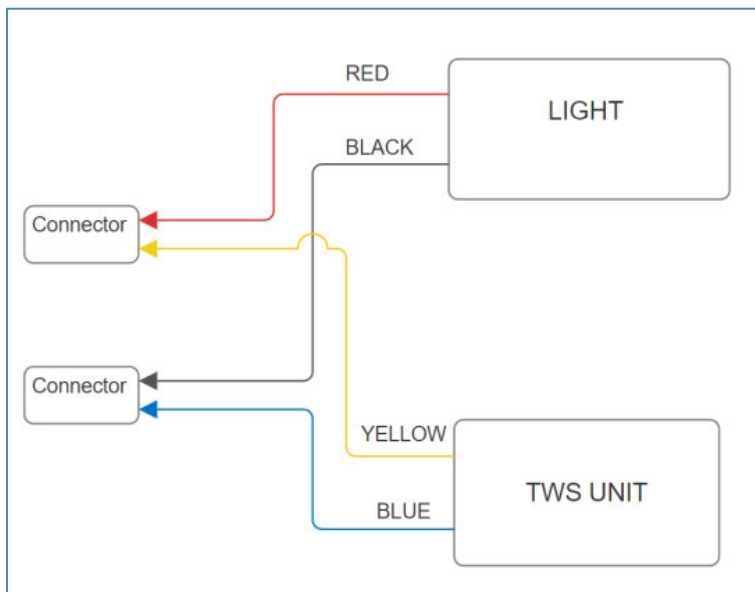 RED
LIGHT
BLACK
Connector
Connector
YELLOW
TWS UNIT
BLUE